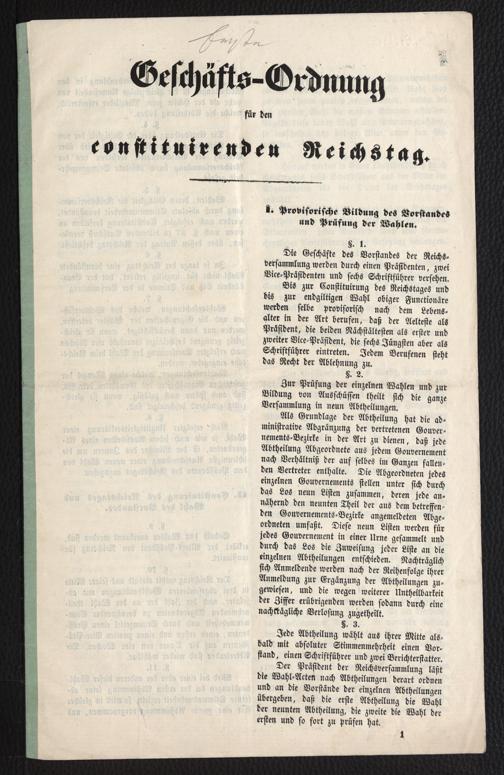 Geschäfts-Ordnung
für den
constituirenden Reichstag.
I. Provisorische Bildung des Vorstandes
und Prüfung der Wahlen.
§. 1.
Die Geschäfte des Vorstands der Reichs-
versammlung werden durch einen Präsidenten, zwei
Vice-Präsidenten und sechs Schriftführer versehen.
Bis zur Constituirung des Reichstages und
bis zur endgiltigen Wahl obiger Functionäre
werden selbe provisorisch nach dem Lebens-
alter in der Art berufen, daß der Aelteste als
Präsident, die beiden Nächstältesten als erster und
zweiter Vice-Präsident, die sechs Jüngsten aber als
Schriftführer eintreten. Jedem Berufenen steht
das Recht der Ablehnung zu.
§. 2.
Zur Prüfung der einzelnen Wahlen und zur
Bildung von Ausschüssen theilt sich die ganze
Versammlung in neun Abtheilungen.
Als Grundlage der Abtheilung hat die ad-
ministrative Abgränzung der vertretenen Gouver-
nements-Bezirke in der Art zu dienen, daß jede
Abtheilung Abgeordnete aus jedem Gouvernement
nach Verhältniß der auf selbes im Ganzen fallen-
den Vertreter enthalte. Die Abgeordneten jedes
einzelnen Gouvernements stellen unter sich durch
das Los neun Listen zusammen, deren jede an-
nähernd den neunten Theil der aus dem betreffen-
den Gouvernements-Bezirke angemeldeten Abge-
ordneten umfaßt. Diese neun Listen werden für
jedes Gouvernement in einer Urne gesammelt und
durch das Los die Zuweisung jeder Liste an die
einzelnen Abtheilungen entschieden. Nachträglich
sich Anmeldende werden nach der Reihenfolge ihrer
Anmeldung zur Ergänzung der Abtheilungen zu-
gewiesen, und die wegen weiterer Untheilbarkeit
der Ziffer erübrigenden werden sodann durch eine
nachträgliche Verlosung zugetheilt.
§. 3.
Jede Abtheilung wählt aus ihrer Mitte als-
bald mit absoluter Stimmenmehrheit einen Vor-
stand, einen Schriftführer und zwei Berichterstatter.
Der Präsident der Reichsversammlung läßt
die Wahl-Acten nach Abtheilungen derart ordnen
und an die Vorstände der einzelnen Abtheilungen
übergeben, daß die erste Abtheilung die Wahl
der neunten Abtheilung, die zweite die Wahl der
ersten und so fort zu prüfen hat.
1